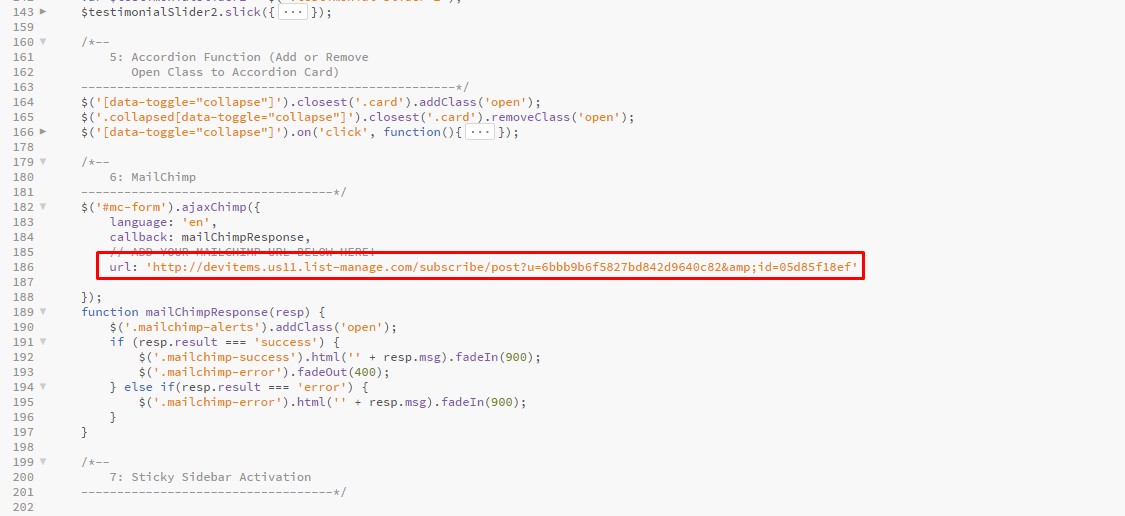 143 $testimonialSlider2.slick({ ··· });
159
160 /*--
161 5: Accordion Function (Add or Remove
162 Open Class to Accordion Card)
163 ----------------------------------------------------*/
164 $('[data-toggle="collapse"]').closest('.card').addClass('open');
165 $('.collapsed[data-toggle="collapse"]').closest('.card').removeClass('open');
166 $('[data-toggle="collapse"]').on('click', function(){ ··· });
178
179 /*--
180 6: MailChimp
181 -----------------------------------*/
182 $('#mc-form').ajaxChimp({
183 language: 'en',
184 callback: mailChimpResponse,
185 // ADD YOUR MAILCHIMP URL BELOW HERE!
186 url: 'http://devitems.us11.list-manage.com/subscribe/post?u=6bbb9b6f5827bd842d9640c82&amp;id=05d85f18ef'
187
188 });
189 function mailChimpResponse(resp) {
190 $('.mailchimp-alerts').addClass('open');
191 if (resp.result === 'success') {
192 $('.mailchimp-success').html('' + resp.msg).fadeIn(900);
193 $('.mailchimp-error').fadeOut(400);
194 } else if(resp.result === 'error') {
195 $('.mailchimp-error').html('' + resp.msg).fadeIn(900);
196 }
197 }
198
199 /*--
200 7: Sticky Sidebar Activation
201 -----------------------------------*/
202